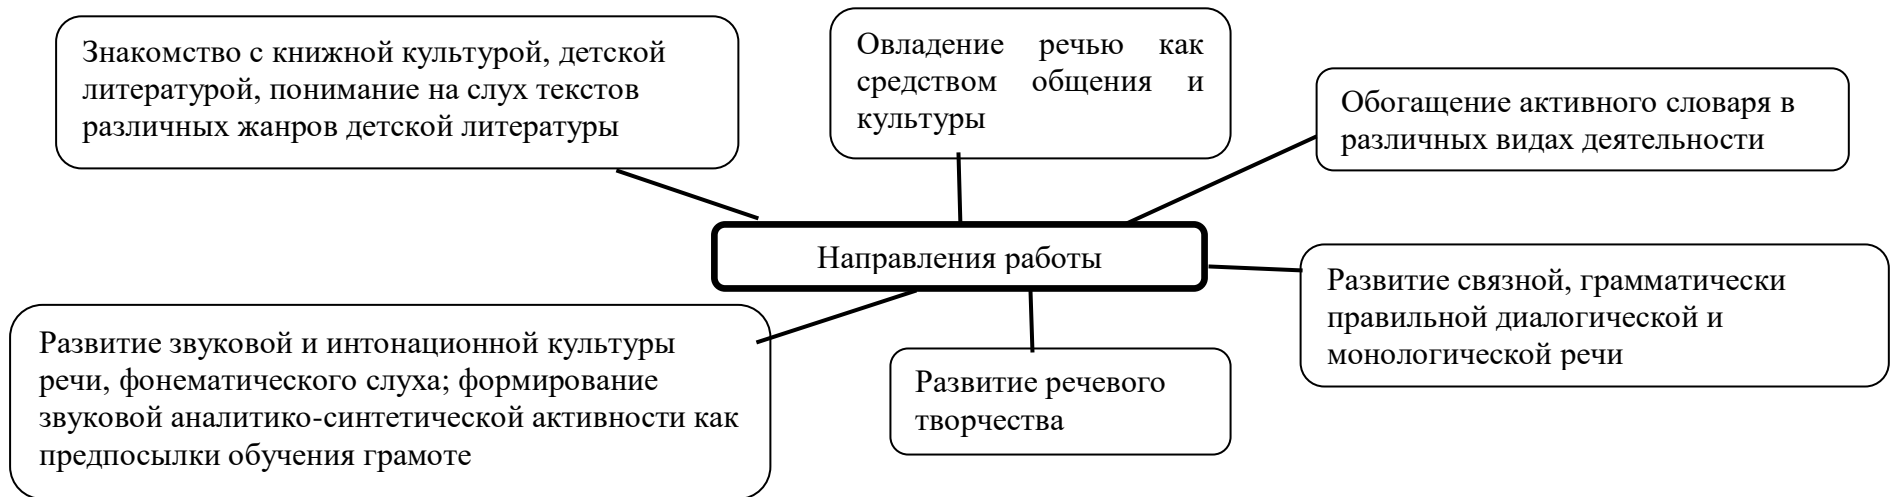 Знакомство с книжной культурой, детской
литературой, понимание на слух текстов
различных жанров детской литературы
Овладение речью как
средством общения и
культуры
Обогащение активного словаря в
различных видах деятельности
Направления работы
Развитие связной, грамматически
правильной диалогической и
монологической речи
Развитие звуковой и интонационной культуры
речи, фонематического слуха; формирование
звуковой аналитико-синтетической активности как
предпосылки обучения грамоте
Развитие речевого
творчества